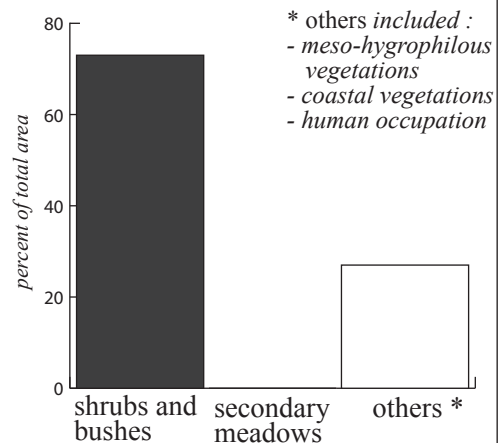 * others included :
- meso-hygrophilous
vegetations
- coastal vegetations
- human occupation
percent of total area
80
60
40
20
0
shrubs and
bushes
secondary
meadows
others *